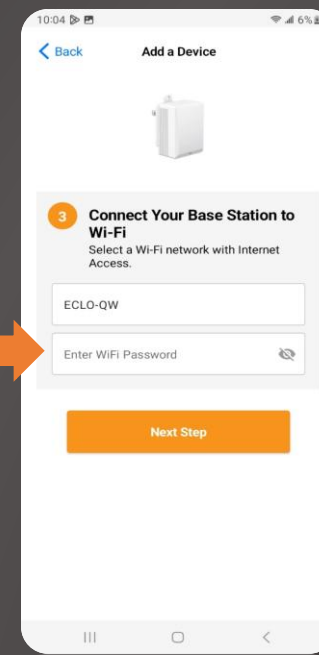 10:04 6%
Back Add a Device
3 Connect Your Base Station to
Wi-Fi
Select a Wi-Fi network with Internet
Access.
ECLO-QW
Enter WiFi Password
Next Step